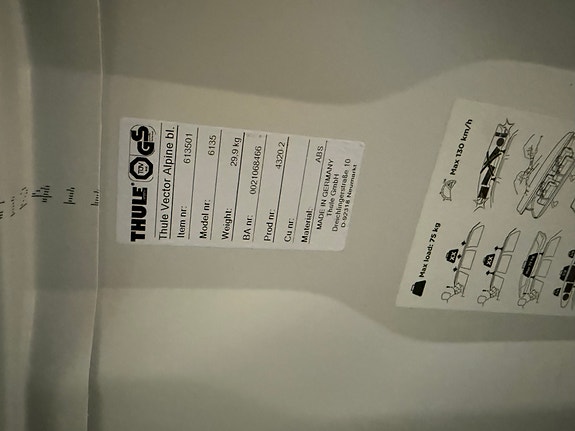 THULE
GS
Thule Vector Alpine bl.
Item nr: 613501
Model nr: 6135
Weight: 29,9 kg
BA nr: 0021068466
Prod nr: 4320 2
Cu nr:
Material: ABS
MADE IN GERMANY
Thule GmbH
Dreichlingerstraße 10
D-92318 Neumarkt
Max load: 75 kg
Max 130 km/h